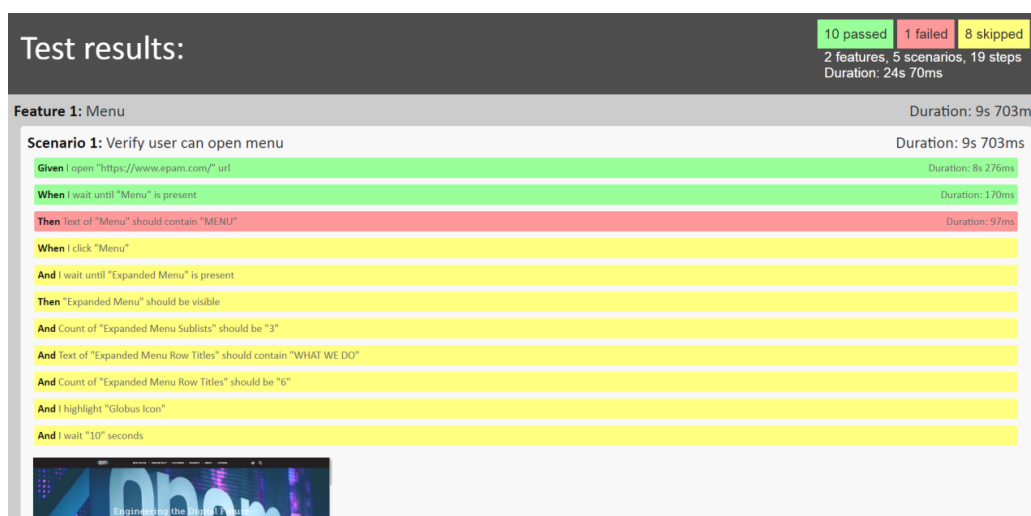 Test results:
10 passed 1 failed 8 skipped
2 features, 5 scenarios, 19 steps
Duration: 24s 70ms
Feature 1: Menu Duration: 9s 703m
Scenario 1: Verify user can open menu Duration: 9s 703ms
Given I open "https://www.epam.com/" url Duration: 8s 276ms
When I wait until "Menu" is present Duration: 170ms
Then Text of "Menu" should contain "MENU" Duration: 97ms
When I click "Menu"
And I wait until "Expanded Menu" is present
Then "Expanded Menu" should be visible
And Count of "Expanded Menu Sublists" should be "3"
And Text of "Expanded Menu Row Titles" should contain "WHAT WE DO"
And Count of "Expanded Menu Row Titles" should be "6"
And I highlight "Globus Icon"
And I wait "10" seconds
Engineering the Digital Future